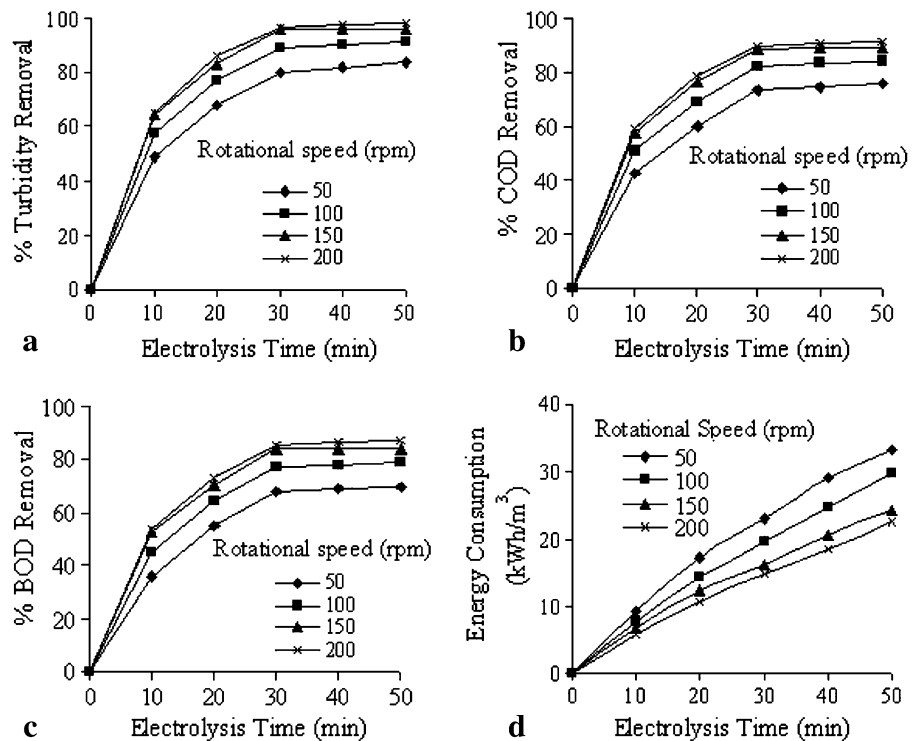 100
80
60
40
20
0
% Turbidity Removal
Rotational speed (rpm)
50
100
150
200
0 10 20 30 40 50
Electrolysis Time (min)
a
100
80
60
40
20
0
% COD Removal
Rotational speed (rpm)
50
100
150
200
0 10 20 30 40 50
Electrolysis Time (min)
b
100
80
60
40
20
0
% BOD Removal
Rotational speed (rpm)
50
100
150
200
0 10 20 30 40 50
Electrolysis Time (min)
c
40
30
20
10
0
Energy Consumption
(kWh/m³)
Rotational Speed (rpm)
50
100
150
200
0 10 20 30 40 50
Electrolysis Time (min)
d